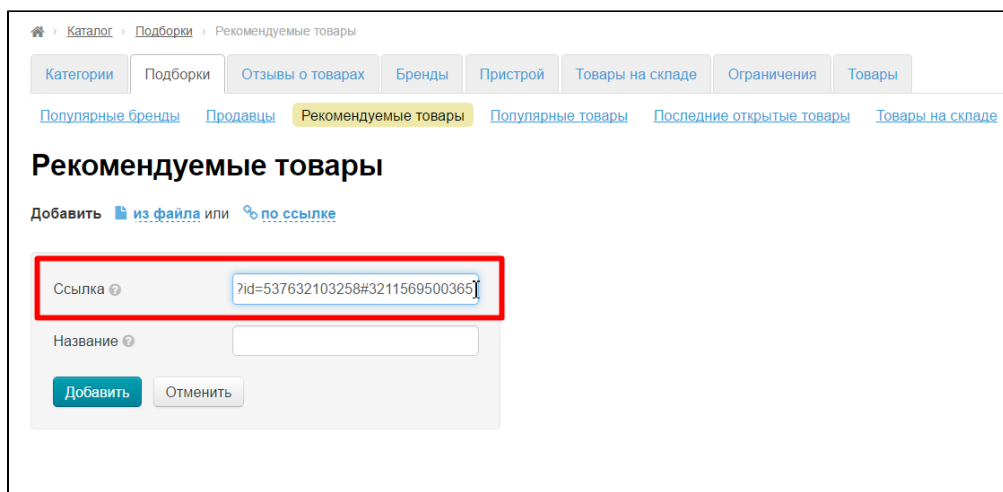 Каталог › Подборки › Рекомендуемые товары
Категории Подборки Отзывы о товарах Бренды Пристрой Товары на складе Ограничения Товары
Популярные бренды Продавцы Рекомендуемые товары Популярные товары Последние открытые товары Товары на складе
Рекомендуемые товары
Добавить из файла или по ссылке
Ссылка ?id=537632103258#3211569500365
Название
Добавить Отменить